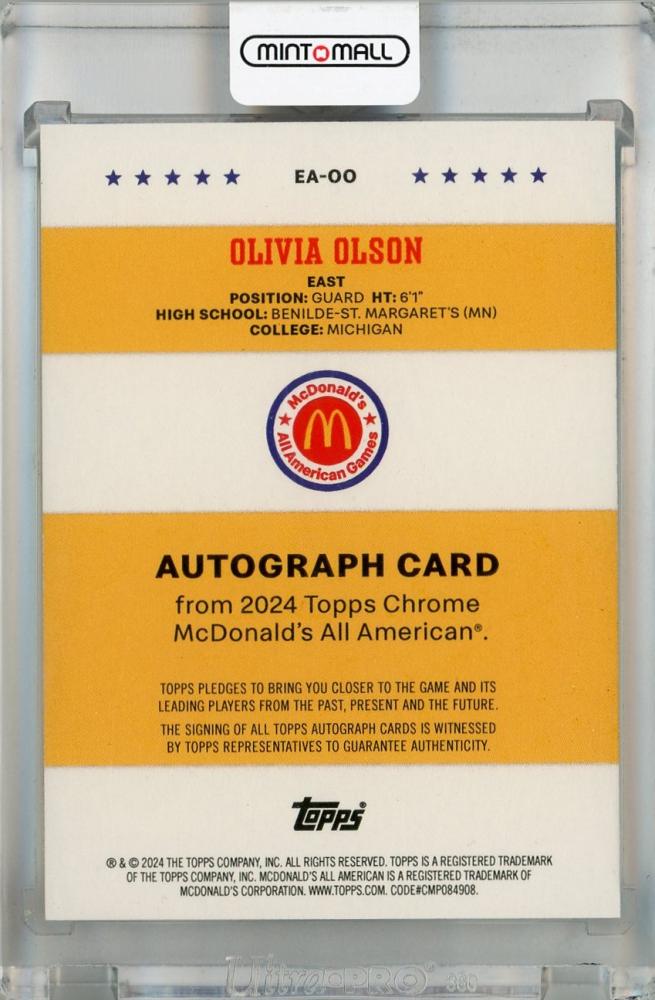 MINT MALL
EA-OO
OLIVIA OLSON
EAST
POSITION: GUARD HT: 6'1"
HIGH SCHOOL: BENILDE-ST. MARGARET'S (MN)
COLLEGE: MICHIGAN
McDonald's
All American Games
AUTOGRAPH CARD
from 2024 Topps Chrome
McDonald's All American®.
TOPPS PLEDGES TO BRING YOU CLOSER TO THE GAME AND ITS
LEADING PLAYERS FROM THE PAST, PRESENT AND THE FUTURE.
THE SIGNING OF ALL TOPPS AUTOGRAPH CARDS IS WITNESSED
BY TOPPS REPRESENTATIVES TO GUARANTEE AUTHENTICITY.
topps®
® & © 2024 THE TOPPS COMPANY, INC. ALL RIGHTS RESERVED. TOPPS IS A REGISTERED TRADEMARK
OF THE TOPPS COMPANY, INC. MCDONALD'S ALL AMERICAN IS A REGISTERED TRADEMARK OF
MCDONALD'S CORPORATION. WWW.TOPPS.COM. CODE#CMP084908.
Ultra·PRO®